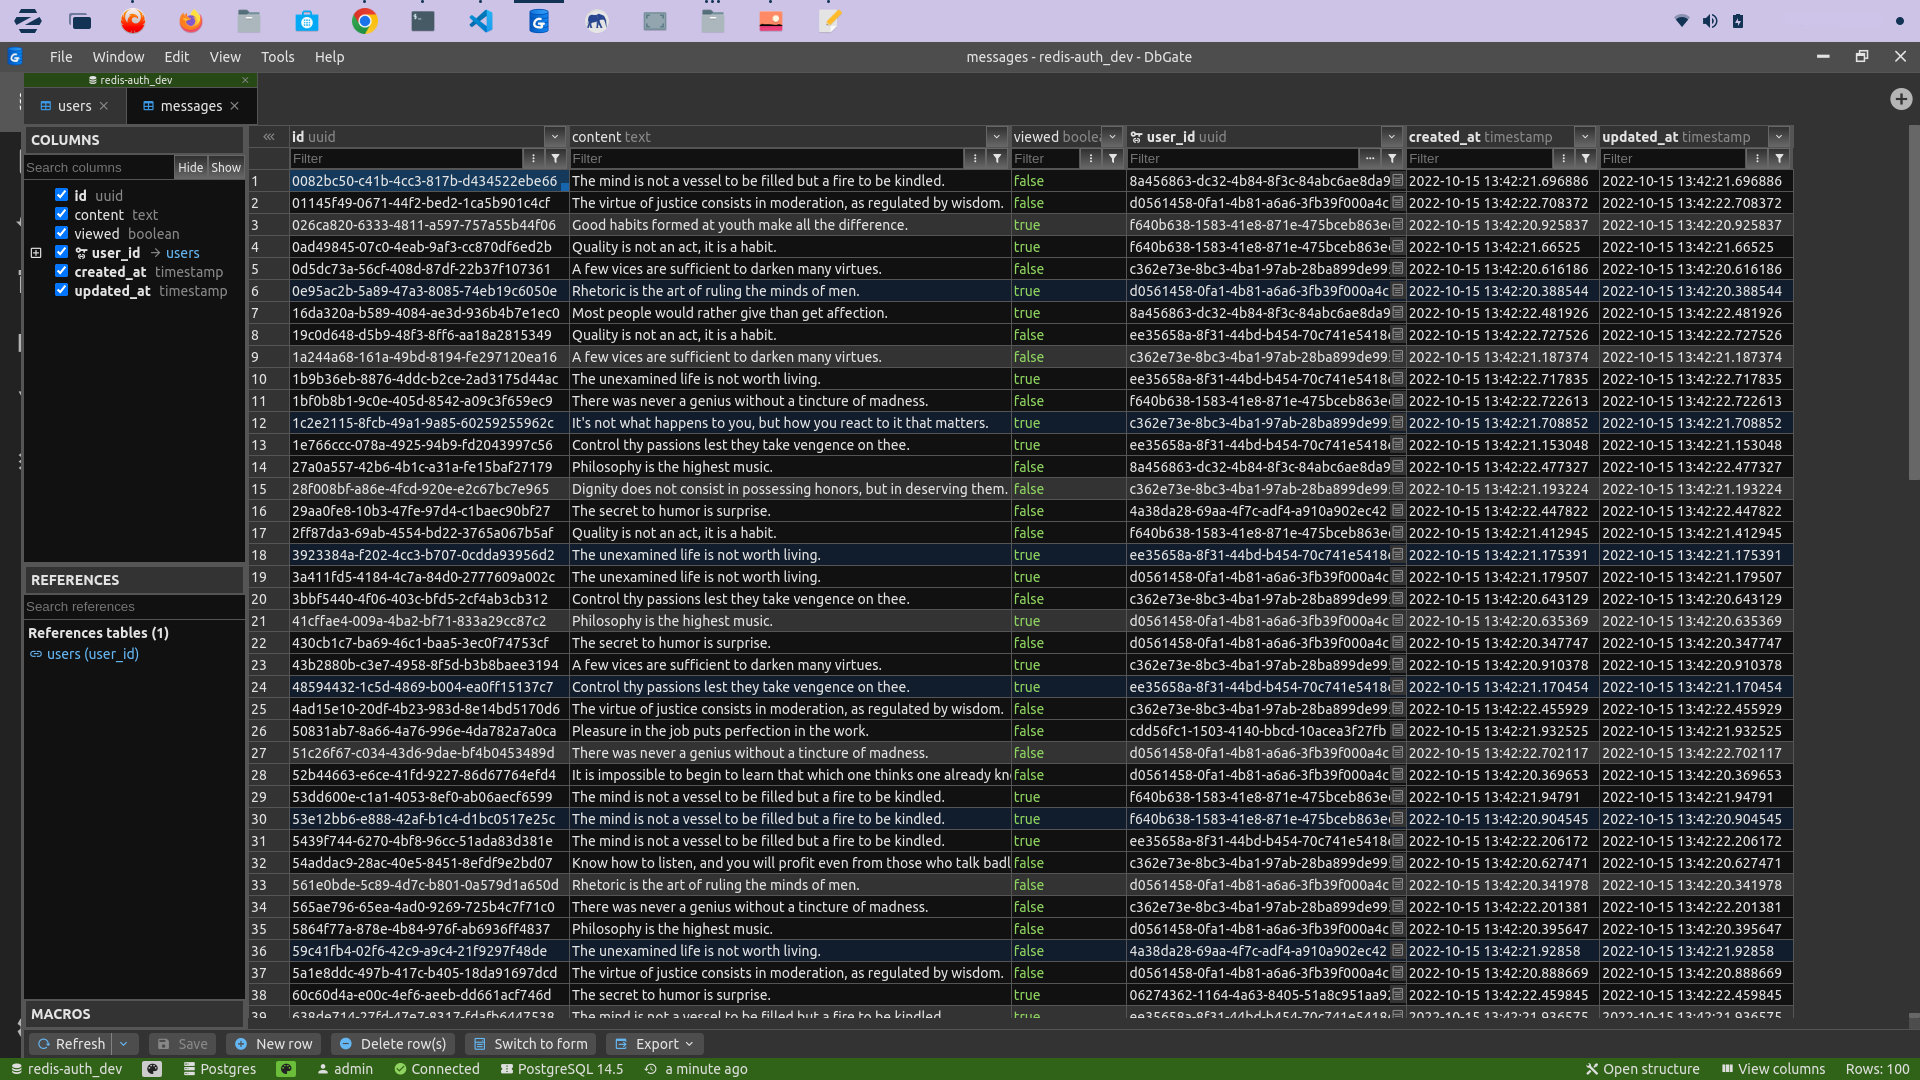 File Window Edit View Tools Help
messages - redis-auth_dev - DbGate
redis-auth_dev
users messages
COLUMNS
Search columns Hide Show
id uuid
content text
viewed boolean
user_id → users
created_at timestamp
updated_at timestamp
REFERENCES
Search references
References tables (1)
users (user_id)
MACROS
id uuid content text viewed user_id uuid created_at timestamp updated_at timestamp
Filter Filter Filter Filter Filter Filter
1 0082bc50-c41b-4cc3-817b-d434522ebe66 The mind is not a vessel to be filled but a fire to be kindled. false 8a456863-dc32-4b84-8f3c-84abc6ae8da9 2022-10-15 13:42:21.696886 2022-10-15 13:42:21.696886
2 01145f49-0671-44f2-bed2-1ca5b901c4cf The virtue of justice consists in moderation, as regulated by wisdom. false d0561458-0fa1-4b81-a6a6-3fb39f000a4c 2022-10-15 13:42:22.708372 2022-10-15 13:42:22.708372
3 026ca820-6333-4811-a597-757a55b44f06 Good habits formed at youth make all the difference. true f640b638-1583-41e8-871e-475bceb863e 2022-10-15 13:42:20.925837 2022-10-15 13:42:20.925837
4 0ad49845-07c0-4eab-9af3-cc870df6ed2b Quality is not an act, it is a habit. true f640b638-1583-41e8-871e-475bceb863e 2022-10-15 13:42:21.66525 2022-10-15 13:42:21.66525
5 0d5dc73a-56cf-408d-87df-22b37f107361 A few vices are sufficient to darken many virtues. false c362e73e-8bc3-4ba1-97ab-28ba899de99 2022-10-15 13:42:20.616186 2022-10-15 13:42:20.616186
6 0e95ac2b-5a89-47a3-8085-74eb19c6050e Rhetoric is the art of ruling the minds of men. true d0561458-0fa1-4b81-a6a6-3fb39f000a4c 2022-10-15 13:42:20.388544 2022-10-15 13:42:20.388544
7 16da320a-b589-4084-ae3d-936b4b7e1ec0 Most people would rather give than get affection. true 8a456863-dc32-4b84-8f3c-84abc6ae8da9 2022-10-15 13:42:22.481926 2022-10-15 13:42:22.481926
8 19c0d648-d5b9-48f3-8ff6-aa18a2815349 Quality is not an act, it is a habit. false ee35658a-8f31-44bd-b454-70c741e5418 2022-10-15 13:42:22.727526 2022-10-15 13:42:22.727526
9 1a244a68-161a-49bd-8194-fe297120ea16 A few vices are sufficient to darken many virtues. false c362e73e-8bc3-4ba1-97ab-28ba899de99 2022-10-15 13:42:21.187374 2022-10-15 13:42:21.187374
10 1b9b36eb-8876-4ddc-b2ce-2ad3175d44ac The unexamined life is not worth living. true ee35658a-8f31-44bd-b454-70c741e5418 2022-10-15 13:42:22.717835 2022-10-15 13:42:22.717835
11 1bf0b8b1-9c0e-405d-8542-a09c3f659ec9 There was never a genius without a tincture of madness. true f640b638-1583-41e8-871e-475bceb863e 2022-10-15 13:42:22.722613 2022-10-15 13:42:22.722613
12 1c2e2115-8fcb-49a1-9a85-60259255962c It's not what happens to you, but how you react to it that matters. true c362e73e-8bc3-4ba1-97ab-28ba899de99 2022-10-15 13:42:21.708852 2022-10-15 13:42:21.708852
13 1e766ccc-078a-4925-94b9-fd2043997c56 Control thy passions lest they take vengence on thee. true ee35658a-8f31-44bd-b454-70c741e5418 2022-10-15 13:42:21.153048 2022-10-15 13:42:21.153048
14 27a0a557-42b6-4b1c-a31a-fe15baf27179 Philosophy is the highest music. false 8a456863-dc32-4b84-8f3c-84abc6ae8da9 2022-10-15 13:42:22.477327 2022-10-15 13:42:22.477327
15 28f008bf-a86e-4fcd-920e-e2c67bc7e965 Dignity does not consist in possessing honors, but in deserving them. false c362e73e-8bc3-4ba1-97ab-28ba899de99 2022-10-15 13:42:21.193224 2022-10-15 13:42:21.193224
16 29aa0fe8-10b3-47fe-97d4-c1baec90bf27 The secret to humor is surprise. false 4a38da28-69aa-4f7c-adf4-a910a902ec42 2022-10-15 13:42:22.447822 2022-10-15 13:42:22.447822
17 2ff87da3-69ab-4554-bd22-3765a067b5af Quality is not an act, it is a habit. false f640b638-1583-41e8-871e-475bceb863e 2022-10-15 13:42:21.412945 2022-10-15 13:42:21.412945
18 3923384a-f202-4cc3-b707-0cdda93956d2 The unexamined life is not worth living. true ee35658a-8f31-44bd-b454-70c741e5418 2022-10-15 13:42:21.175391 2022-10-15 13:42:21.175391
19 3a411fd5-4184-4c7a-84d0-2777609a002c The unexamined life is not worth living. true d0561458-0fa1-4b81-a6a6-3fb39f000a4c 2022-10-15 13:42:21.179507 2022-10-15 13:42:21.179507
20 3bbf5440-4f06-403c-bfd5-2cf4ab3cb312 Control thy passions lest they take vengence on thee. true c362e73e-8bc3-4ba1-97ab-28ba899de99 2022-10-15 13:42:20.643129 2022-10-15 13:42:20.643129
21 41cffae4-009a-4ba2-bf71-833a29cc87c2 Philosophy is the highest music. true d0561458-0fa1-4b81-a6a6-3fb39f000a4c 2022-10-15 13:42:20.635369 2022-10-15 13:42:20.635369
22 430cb1c7-ba69-46c1-baa5-3ec0f74753cf The secret to humor is surprise. false d0561458-0fa1-4b81-a6a6-3fb39f000a4c 2022-10-15 13:42:20.347747 2022-10-15 13:42:20.347747
23 43b2880b-c3e7-4958-8f5d-b3b8baee3194 A few vices are sufficient to darken many virtues. true c362e73e-8bc3-4ba1-97ab-28ba899de99 2022-10-15 13:42:20.910378 2022-10-15 13:42:20.910378
24 48594432-1c5d-4869-b004-ea0ff15137c7 Control thy passions lest they take vengence on thee. true ee35658a-8f31-44bd-b454-70c741e5418 2022-10-15 13:42:21.170454 2022-10-15 13:42:21.170454
25 4ad15e10-20df-4b23-983d-8e14bd5170d6 The virtue of justice consists in moderation, as regulated by wisdom. false c362e73e-8bc3-4ba1-97ab-28ba899de99 2022-10-15 13:42:22.455929 2022-10-15 13:42:22.455929
26 50831ab7-8a66-4a76-996e-4da782a7a0ca Pleasure in the job puts perfection in the work. false cdd56fc1-1503-4140-bbcd-10acea3f27fb 2022-10-15 13:42:21.932525 2022-10-15 13:42:21.932525
27 51c26f67-c034-43d6-9dae-bf4b0453489d There was never a genius without a tincture of madness. false d0561458-0fa1-4b81-a6a6-3fb39f000a4c 2022-10-15 13:42:22.702117 2022-10-15 13:42:22.702117
28 52b44663-e6ce-41fd-9227-86d67764efd4 It is impossible to begin to learn that which one thinks one already kn false d0561458-0fa1-4b81-a6a6-3fb39f000a4c 2022-10-15 13:42:20.369653 2022-10-15 13:42:20.369653
29 53dd600e-c1a1-4053-8ef0-ab06aecf6599 The mind is not a vessel to be filled but a fire to be kindled. true f640b638-1583-41e8-871e-475bceb863e 2022-10-15 13:42:21.94791 2022-10-15 13:42:21.94791
30 53e12bb6-e888-42af-b1c4-d1bc0517e25c The mind is not a vessel to be filled but a fire to be kindled. true f640b638-1583-41e8-871e-475bceb863e 2022-10-15 13:42:20.904545 2022-10-15 13:42:20.904545
31 5439f744-6270-4bf8-96cc-51ada83d381e The mind is not a vessel to be filled but a fire to be kindled. true ee35658a-8f31-44bd-b454-70c741e5418 2022-10-15 13:42:22.206172 2022-10-15 13:42:22.206172
32 54addac9-28ac-40e5-8451-8efdf9e2bd07 Know how to listen, and you will profit even from those who talk badl false c362e73e-8bc3-4ba1-97ab-28ba899de99 2022-10-15 13:42:20.627471 2022-10-15 13:42:20.627471
33 561e0bde-5c89-4d7c-b801-0a579d1a650d Rhetoric is the art of ruling the minds of men. false d0561458-0fa1-4b81-a6a6-3fb39f000a4c 2022-10-15 13:42:20.341978 2022-10-15 13:42:20.341978
34 565ae796-65ea-4ad0-9269-725b4c7f71c0 There was never a genius without a tincture of madness. false c362e73e-8bc3-4ba1-97ab-28ba899de99 2022-10-15 13:42:22.201381 2022-10-15 13:42:22.201381
35 5864f77a-878e-4b84-976f-ab6936ff4837 Philosophy is the highest music. false d0561458-0fa1-4b81-a6a6-3fb39f000a4c 2022-10-15 13:42:20.395647 2022-10-15 13:42:20.395647
36 59c41fb4-02f6-42c9-a9c4-21f9297f48de The unexamined life is not worth living. false 4a38da28-69aa-4f7c-adf4-a910a902ec42 2022-10-15 13:42:21.92858 2022-10-15 13:42:21.92858
37 5a1e8ddc-497b-417c-b405-18da91697dcd The virtue of justice consists in moderation, as regulated by wisdom. false d0561458-0fa1-4b81-a6a6-3fb39f000a4c 2022-10-15 13:42:20.888669 2022-10-15 13:42:20.888669
38 60c60d4a-e00c-4ef6-aeeb-dd661acf746d The secret to humor is surprise. true 06274362-1164-4a63-8405-51a8c951aa9 2022-10-15 13:42:22.459845 2022-10-15 13:42:22.459845
39 638de714-27fd-47e7-8317-fdafb6447538 The mind is not a vessel to be filled but a fire to be kindled. true ee35658a-8f31-44bd-b454-70c741e5418 2022-10-15 13:42:21.936575 2022-10-15 13:42:21.936575
Refresh Save New row Delete row(s) Switch to form Export
redis-auth_dev Postgres admin Connected PostgreSQL 14.5 a minute ago Open structure View columns Rows: 100